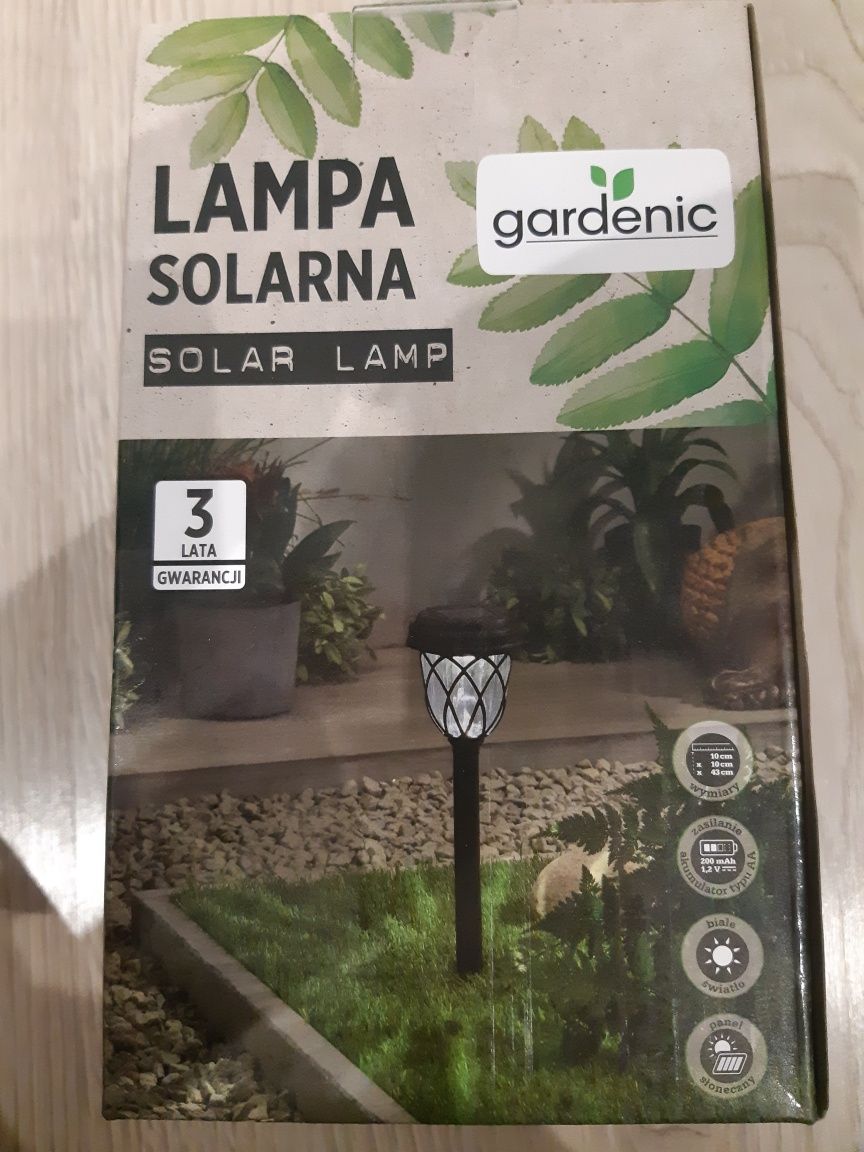 LAMPA
SOLARNA
SOLAR LAMP
gardenic
3
LATA
GWARANCJI
10 cm
x 10 cm
x 43 cm
wymiary
zasilanie
200 mAh
1,2 V
akumulator typu AA
białe
światło
panel
słoneczny